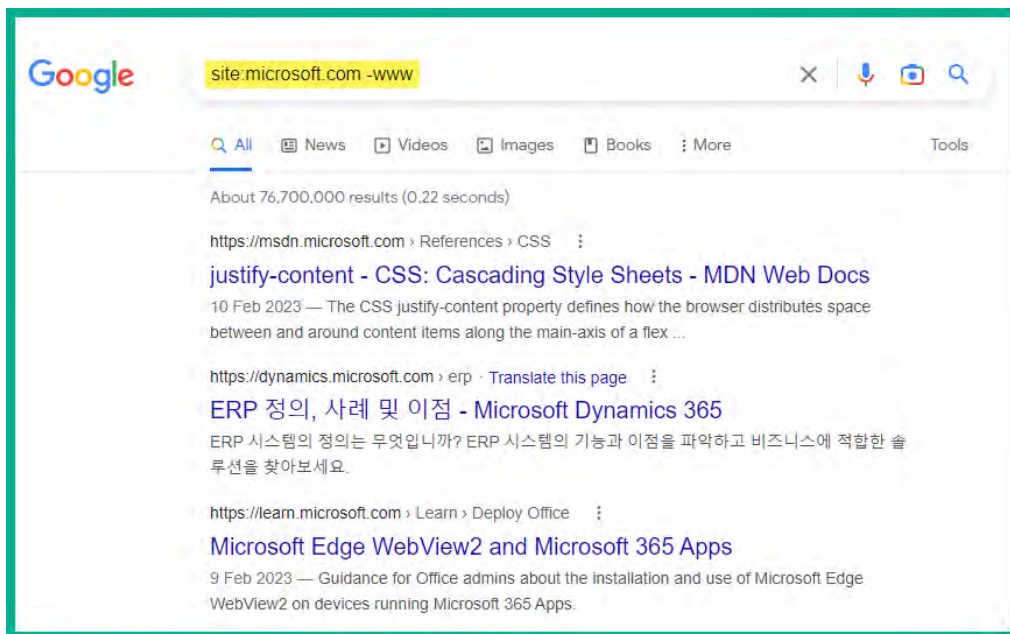 Google
site:microsoft.com -www
All News Videos Images Books More Tools
About 76,700,000 results (0.22 seconds)
https://msdn.microsoft.com › References › CSS
justify-content - CSS: Cascading Style Sheets - MDN Web Docs
10 Feb 2023 — The CSS justify-content property defines how the browser distributes space
between and around content items along the main-axis of a flex ...
https://dynamics.microsoft.com › erp · Translate this page
ERP 정의, 사례 및 이점 - Microsoft Dynamics 365
ERP 시스템의 정의는 무엇입니까? ERP 시스템의 기능과 이점을 파악하고 비즈니스에 적합한 솔
루션을 찾아보세요.
https://learn.microsoft.com › Learn › Deploy Office
Microsoft Edge WebView2 and Microsoft 365 Apps
9 Feb 2023 — Guidance for Office admins about the installation and use of Microsoft Edge
WebView2 on devices running Microsoft 365 Apps.